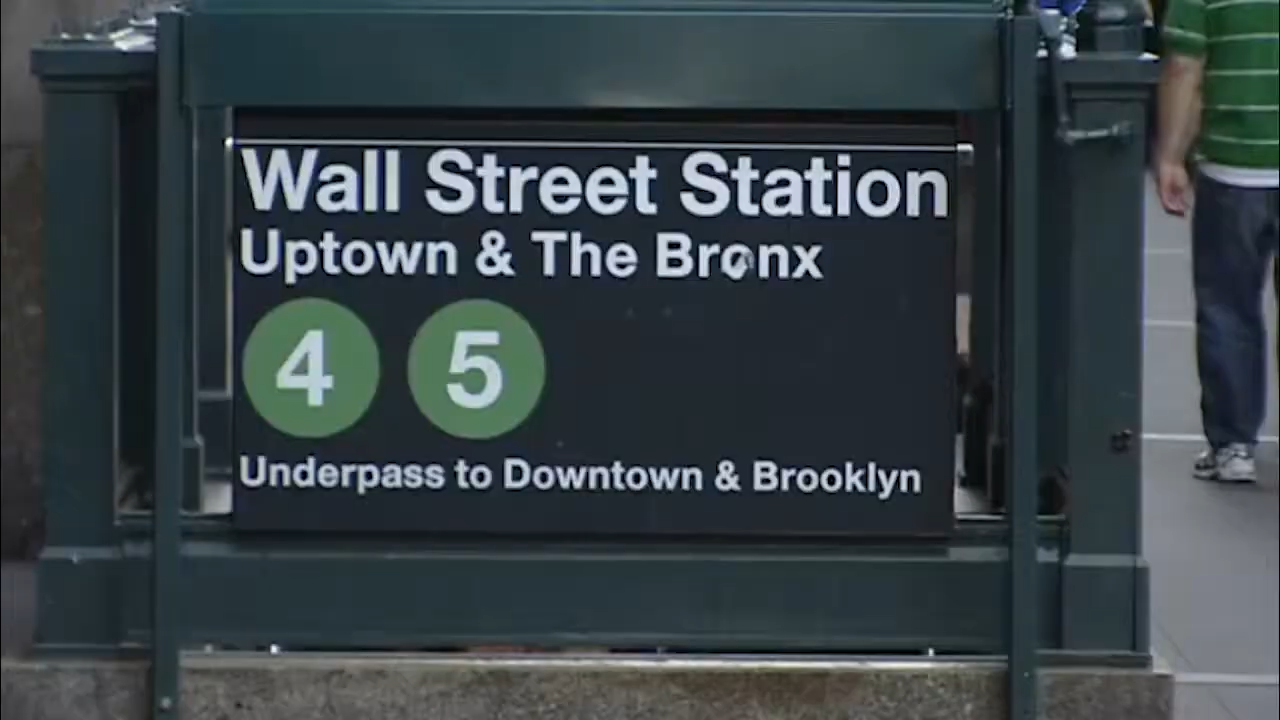 Wall Street Station
Uptown & The Bronx
4 5
Underpass to Downtown & Brooklyn